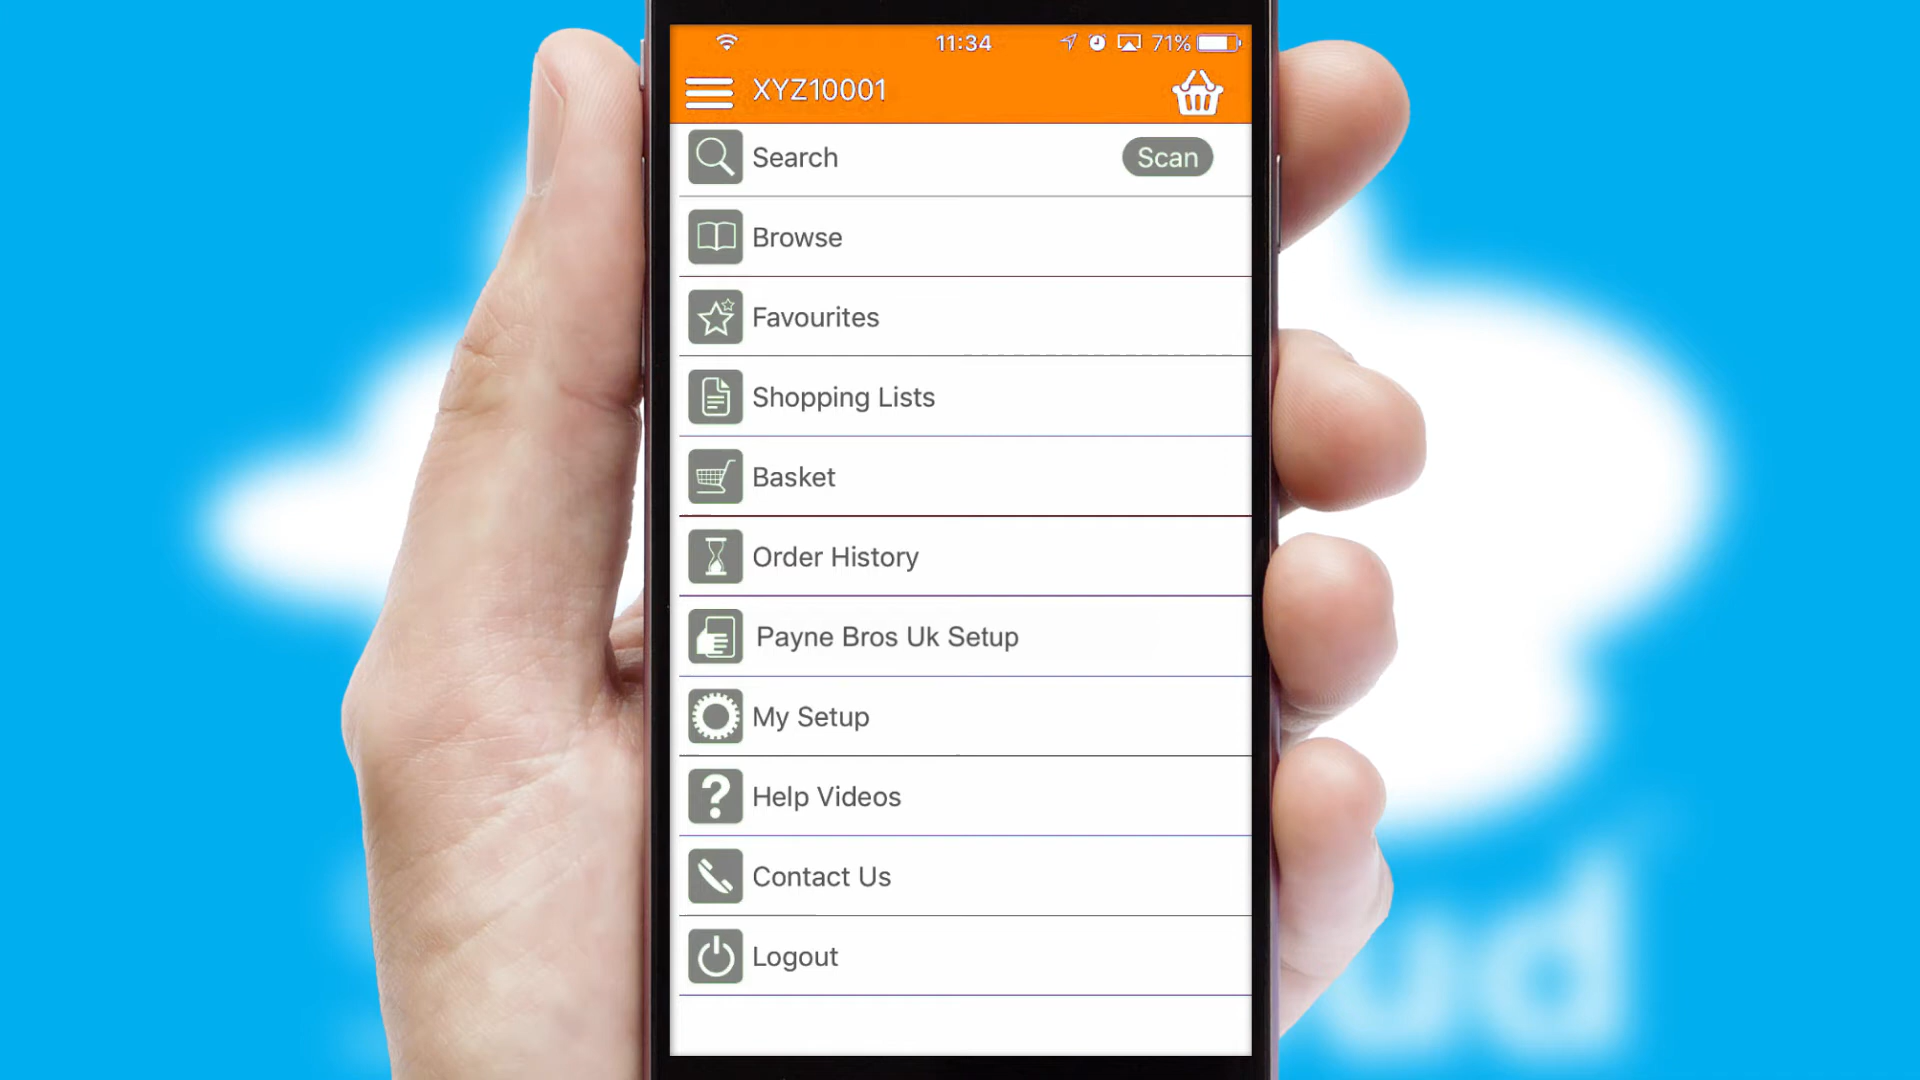 11:34
71%
XYZ10001
Search
Scan
Browse
Favourites
Shopping Lists
Basket
Order History
Payne Bros Uk Setup
My Setup
Help Videos
Contact Us
Logout